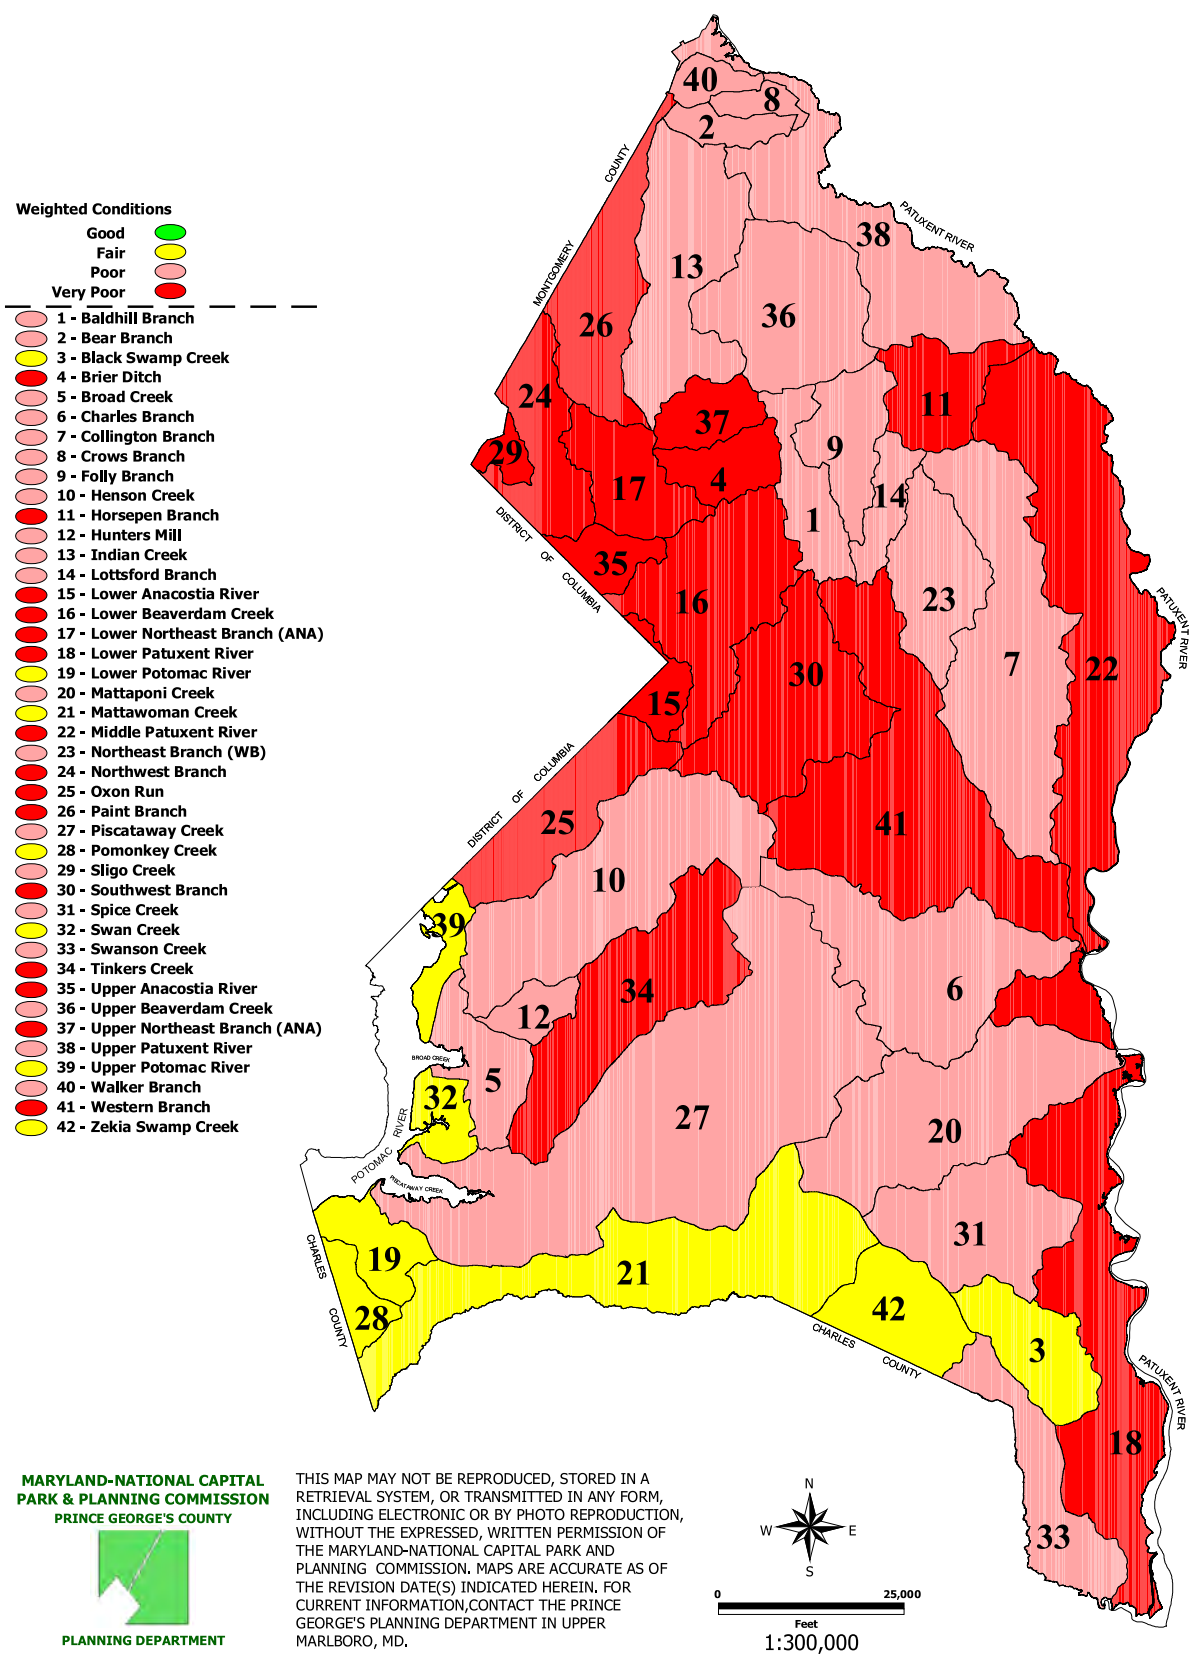 Weighted Conditions
Good
Fair
Poor
Very Poor
1 - Baldhill Branch
2 - Bear Branch
3 - Black Swamp Creek
4 - Brier Ditch
5 - Broad Creek
6 - Charles Branch
7 - Collington Branch
8 - Crows Branch
9 - Folly Branch
10 - Henson Creek
11 - Horsepen Branch
12 - Hunters Mill
13 - Indian Creek
14 - Lottsford Branch
15 - Lower Anacostia River
16 - Lower Beaverdam Creek
17 - Lower Northeast Branch (ANA)
18 - Lower Patuxent River
19 - Lower Potomac River
20 - Mattaponi Creek
21 - Mattawoman Creek
22 - Middle Patuxent River
23 - Northeast Branch (WB)
24 - Northwest Branch
25 - Oxon Run
26 - Paint Branch
27 - Piscataway Creek
28 - Pomonkey Creek
29 - Sligo Creek
30 - Southwest Branch
31 - Spice Creek
32 - Swan Creek
33 - Swanson Creek
34 - Tinkers Creek
35 - Upper Anacostia River
36 - Upper Beaverdam Creek
37 - Upper Northeast Branch (ANA)
38 - Upper Patuxent River
39 - Upper Potomac River
40 - Walker Branch
41 - Western Branch
42 - Zekia Swamp Creek
40
8
2
COUNTY
PATUXENT RIVER
38
13
MONTGOMERY
36
26
24
11
37
9
29
4
17
14
1
DISTRICT OF COLUMBIA
35
16
23
PATUXENT RIVER
7
22
30
15
DISTRICT OF COLUMBIA
25
41
10
39
34
6
12
BROAD CREEK
5
32
27
20
POTOMAC RIVER
PISCATAWAY CREEK
31
CHARLES COUNTY
19
21
42
28
CHARLES COUNTY
3
PATUXENT RIVER
18
33
MARYLAND-NATIONAL CAPITAL
PARK & PLANNING COMMISSION
PRINCE GEORGE'S COUNTY
PLANNING DEPARTMENT
THIS MAP MAY NOT BE REPRODUCED, STORED IN A
RETRIEVAL SYSTEM, OR TRANSMITTED IN ANY FORM,
INCLUDING ELECTRONIC OR BY PHOTO REPRODUCTION,
WITHOUT THE EXPRESSED, WRITTEN PERMISSION OF
THE MARYLAND-NATIONAL CAPITAL PARK AND
PLANNING COMMISSION. MAPS ARE ACCURATE AS OF
THE REVISION DATE(S) INDICATED HEREIN. FOR
CURRENT INFORMATION,CONTACT THE PRINCE
GEORGE'S PLANNING DEPARTMENT IN UPPER
MARLBORO, MD.
N
W E
S
0 25,000
Feet
1:300,000